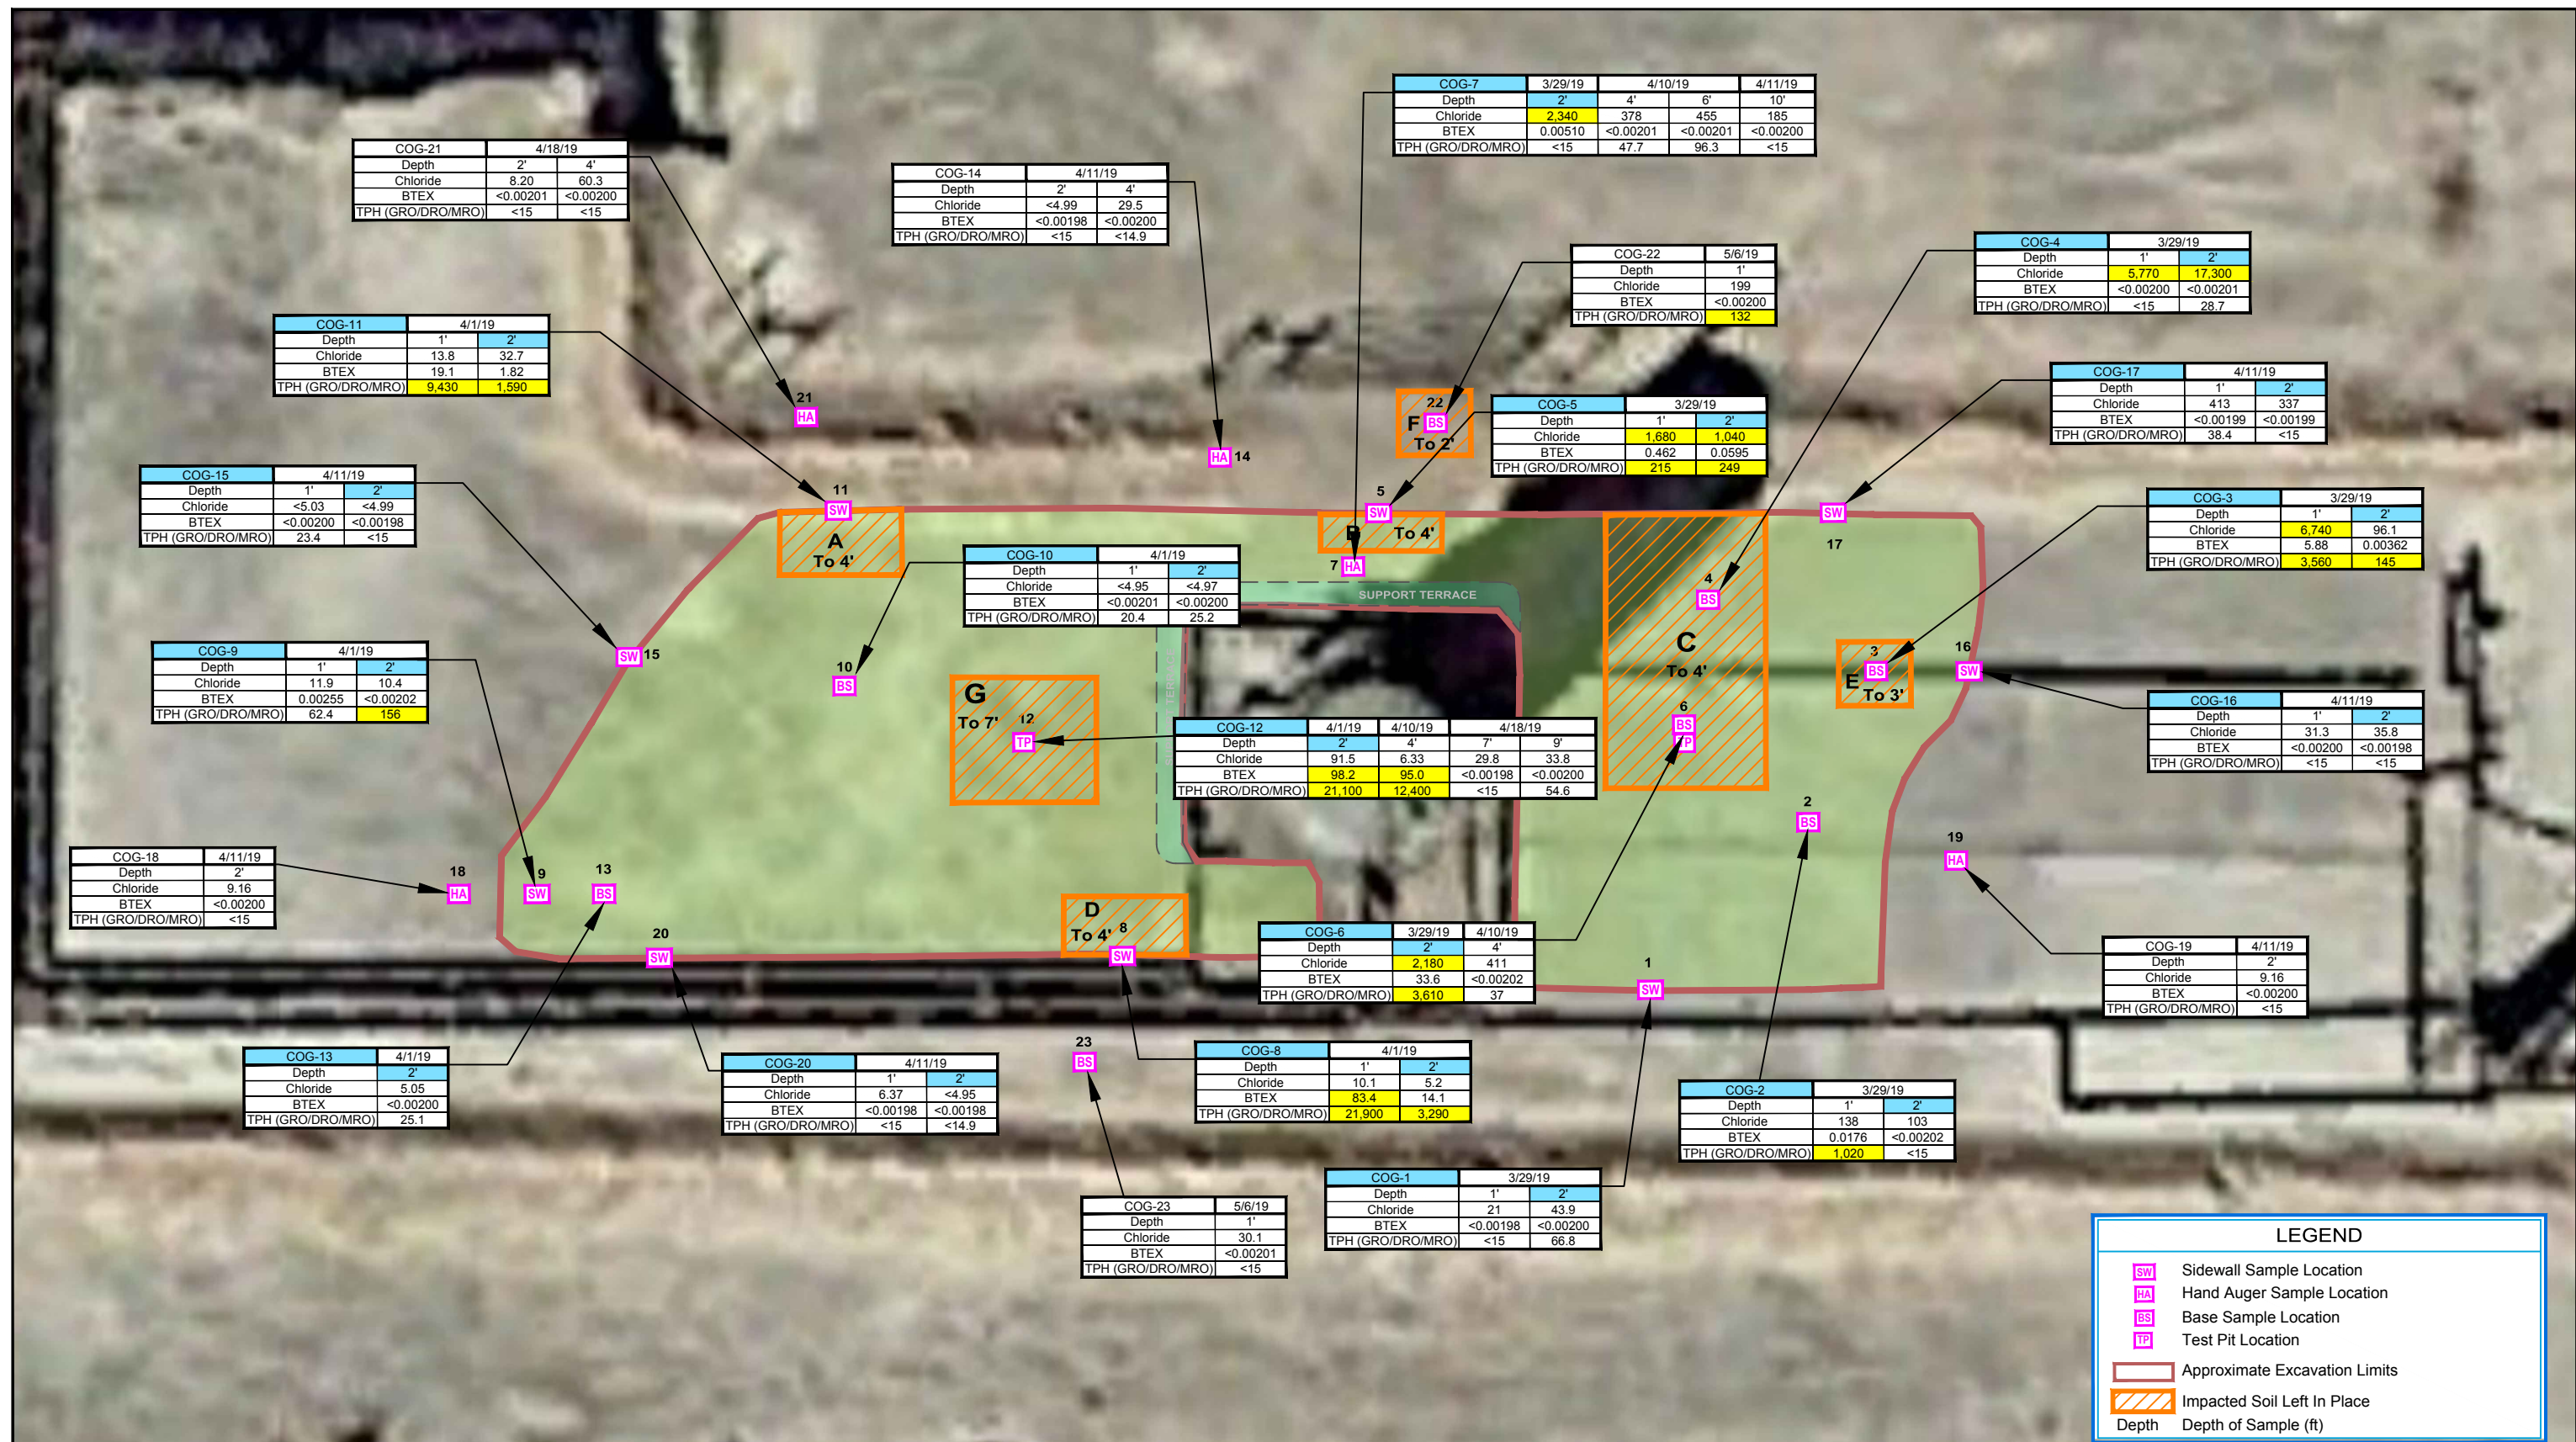 COG-7 3/29/19 4/10/19 4/11/19
Depth 2' 4' 6' 10'
Chloride 2,340 378 455 185
BTEX 0.00510 <0.00201 <0.00201 <0.00200
TPH (GRO/DRO/MRO) <15 47.7 96.3 <15
COG-21 4/18/19
Depth 2' 4'
Chloride 8.20 60.3
BTEX <0.00201 <0.00200
TPH (GRO/DRO/MRO) <15 <15
COG-14 4/11/19
Depth 2' 4'
Chloride <4.99 29.5
BTEX <0.00198 <0.00200
TPH (GRO/DRO/MRO) <15 <14.9
COG-22 5/6/19
Depth 1'
Chloride 199
BTEX <0.00200
TPH (GRO/DRO/MRO) 132
COG-4 3/29/19
Depth 1' 2'
Chloride 5,770 17,300
BTEX <0.00200 <0.00201
TPH (GRO/DRO/MRO) <15 28.7
COG-11 4/1/19
Depth 1' 2'
Chloride 13.8 32.7
BTEX 19.1 1.82
TPH (GRO/DRO/MRO) 9,430 1,590
COG-17 4/11/19
Depth 1' 2'
Chloride 413 337
BTEX <0.00199 <0.00199
TPH (GRO/DRO/MRO) 38.4 <15
COG-5 3/29/19
Depth 1' 2'
Chloride 1,680 1,040
BTEX 0.462 0.0595
TPH (GRO/DRO/MRO) 215 249
21
HA
22
F BS
To 2'
HA 14
COG-15 4/11/19
Depth 1' 2'
Chloride <5.03 <4.99
BTEX <0.00200 <0.00198
TPH (GRO/DRO/MRO) 23.4 <15
COG-3 3/29/19
Depth 1' 2'
Chloride 6,740 96.1
BTEX 5.88 0.00362
TPH (GRO/DRO/MRO) 3,560 145
11
SW
A
To 4'
5
SW
B To 4'
7 HA
SW
17
COG-10 4/1/19
Depth 1' 2'
Chloride <4.95 <4.97
BTEX <0.00201 <0.00200
TPH (GRO/DRO/MRO) 20.4 25.2
SUPPORT TERRACE
4
BS
C
To 4'
6
BS
TP
SW 15
10
BS
3
BS
E To 3'
16
SW
COG-9 4/1/19
Depth 1' 2'
Chloride 11.9 10.4
BTEX 0.00255 <0.00202
TPH (GRO/DRO/MRO) 62.4 156
G
To 7' 12
TP
COG-12 4/1/19 4/10/19 4/18/19
Depth 2' 4' 7' 9'
Chloride 91.5 6.33 29.8 33.8
BTEX 98.2 95.0 <0.00198 <0.00200
TPH (GRO/DRO/MRO) 21,100 12,400 <15 54.6
COG-16 4/11/19
Depth 1' 2'
Chloride 31.3 35.8
BTEX <0.00200 <0.00198
TPH (GRO/DRO/MRO) <15 <15
2
BS
19
HA
COG-18 4/11/19
Depth 2'
Chloride 9.16
BTEX <0.00200
TPH (GRO/DRO/MRO) <15
18
HA
9
SW
13
BS
20
SW
D
To 4' 8
SW
COG-6 3/29/19 4/10/19
Depth 2' 4'
Chloride 2,180 411
BTEX 33.6 <0.00202
TPH (GRO/DRO/MRO) 3,610 37
1
SW
COG-19 4/11/19
Depth 2'
Chloride 9.16
BTEX <0.00200
TPH (GRO/DRO/MRO) <15
COG-13 4/1/19
Depth 2'
Chloride 5.05
BTEX <0.00200
TPH (GRO/DRO/MRO) 25.1
COG-20 4/11/19
Depth 1' 2'
Chloride 6.37 <4.95
BTEX <0.00198 <0.00198
TPH (GRO/DRO/MRO) <15 <14.9
23
BS
COG-8 4/1/19
Depth 1' 2'
Chloride 10.1 5.2
BTEX 83.4 14.1
TPH (GRO/DRO/MRO) 21,900 3,290
COG-2 3/29/19
Depth 1' 2'
Chloride 138 103
BTEX 0.0176 <0.00202
TPH (GRO/DRO/MRO) 1,020 <15
COG-23 5/6/19
Depth 1'
Chloride 30.1
BTEX <0.00201
TPH (GRO/DRO/MRO) <15
COG-1 3/29/19
Depth 1' 2'
Chloride 21 43.9
BTEX <0.00198 <0.00200
TPH (GRO/DRO/MRO) <15 66.8
LEGEND
SW Sidewall Sample Location
HA Hand Auger Sample Location
BS Base Sample Location
TP Test Pit Location
Approximate Excavation Limits
Impacted Soil Left In Place
Depth Depth of Sample (ft)